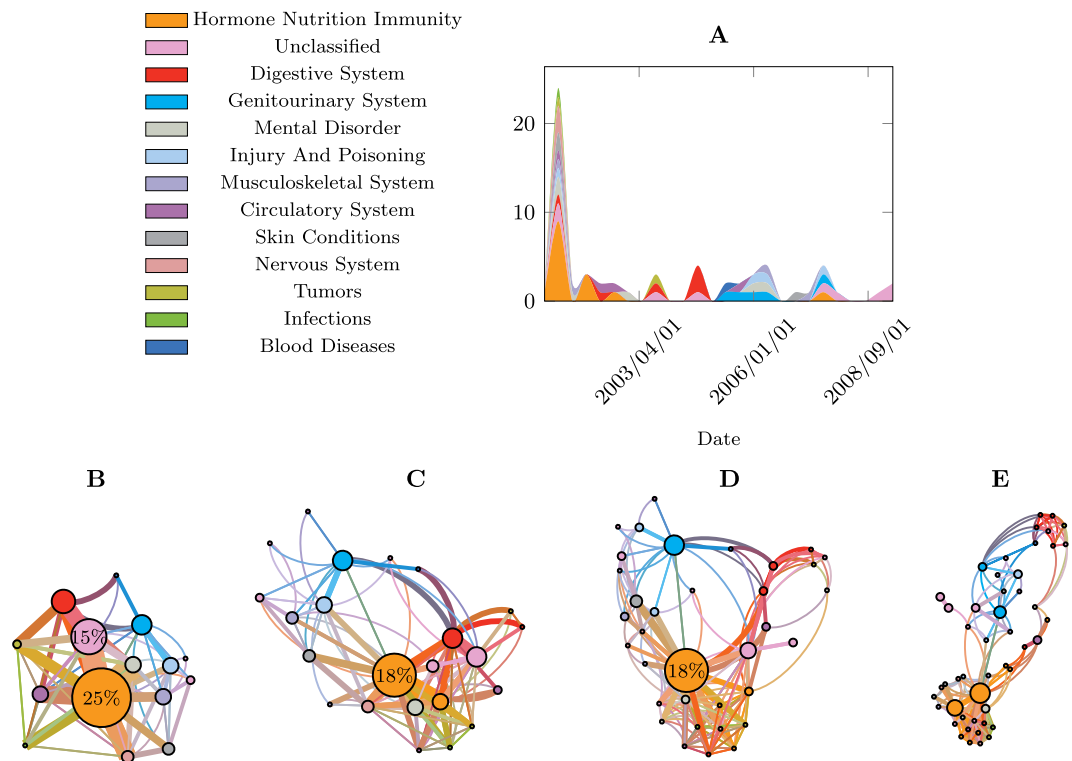 Hormone Nutrition Immunity
Unclassified
Digestive System
Genitourinary System
Mental Disorder
Injury And Poisoning
Musculoskeletal System
Circulatory System
Skin Conditions
Nervous System
Tumors
Infections
Blood Diseases
A
20
10
0
2003/04/01
2006/01/01
2008/09/01
Date
B
C
D
E
15%
25%
18%
18%